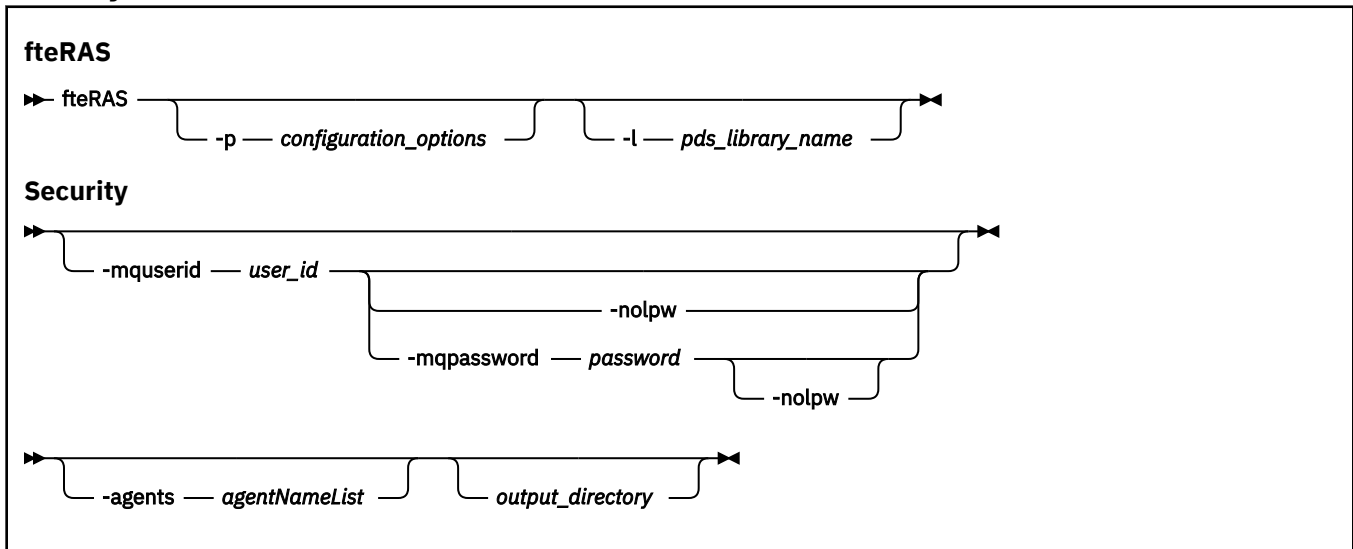 fteRAS
fteRAS
-p configuration_options -l pds_library_name
Security
-mquserid user_id
-nolpw
-mqpassword password
-nolpw
-agents agentNameList output_directory